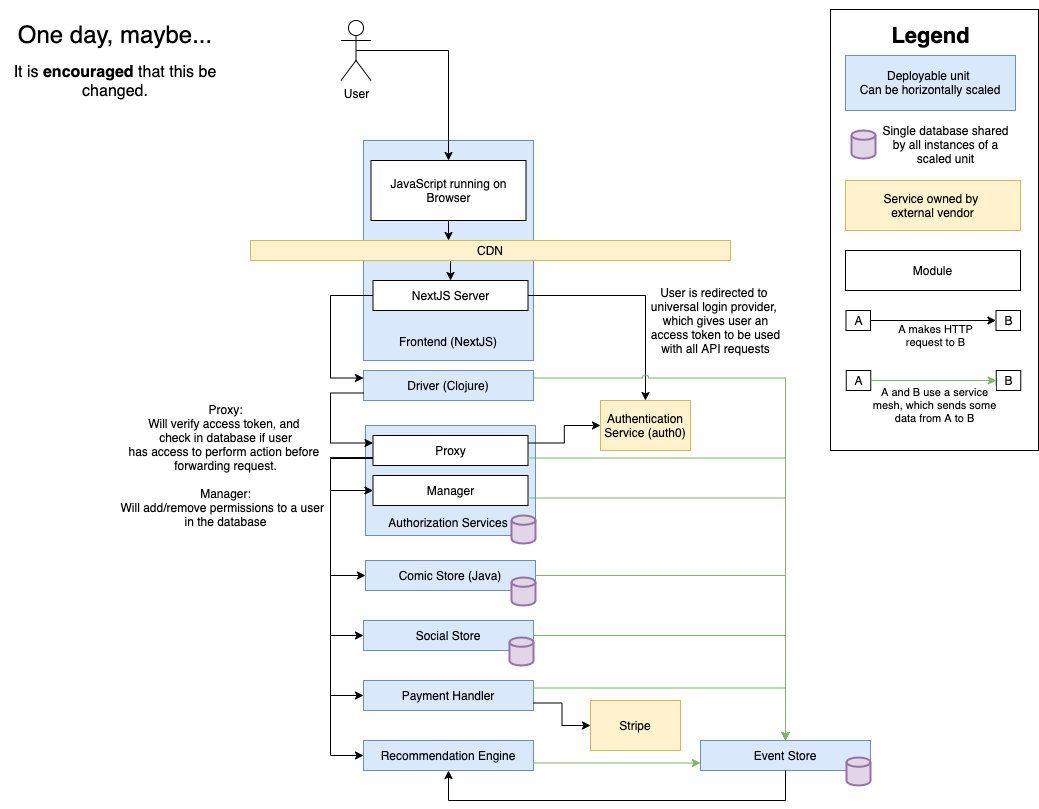 One day, maybe...
It is encouraged that this be
changed.
User
JavaScript running on
Browser
CDN
NextJS Server
Frontend (NextJS)
User is redirected to
universal login provider,
which gives user an
access token to be used
with all API requests
Driver (Clojure)
Authentication
Service (auth0)
Proxy:
Will verify access token, and
check in database if user
has access to perform action before
forwarding request.
Manager:
Will add/remove permissions to a user
in the database
Proxy
Manager
Authorization Services
Comic Store (Java)
Social Store
Payment Handler
Stripe
Recommendation Engine
Event Store
Legend
Deployable unit
Can be horizontally scaled
Single database shared
by all instances of a
scaled unit
Service owned by
external vendor
Module
A
B
A makes HTTP
request to B
A
B
A and B use a service
mesh, which sends some
data from A to B